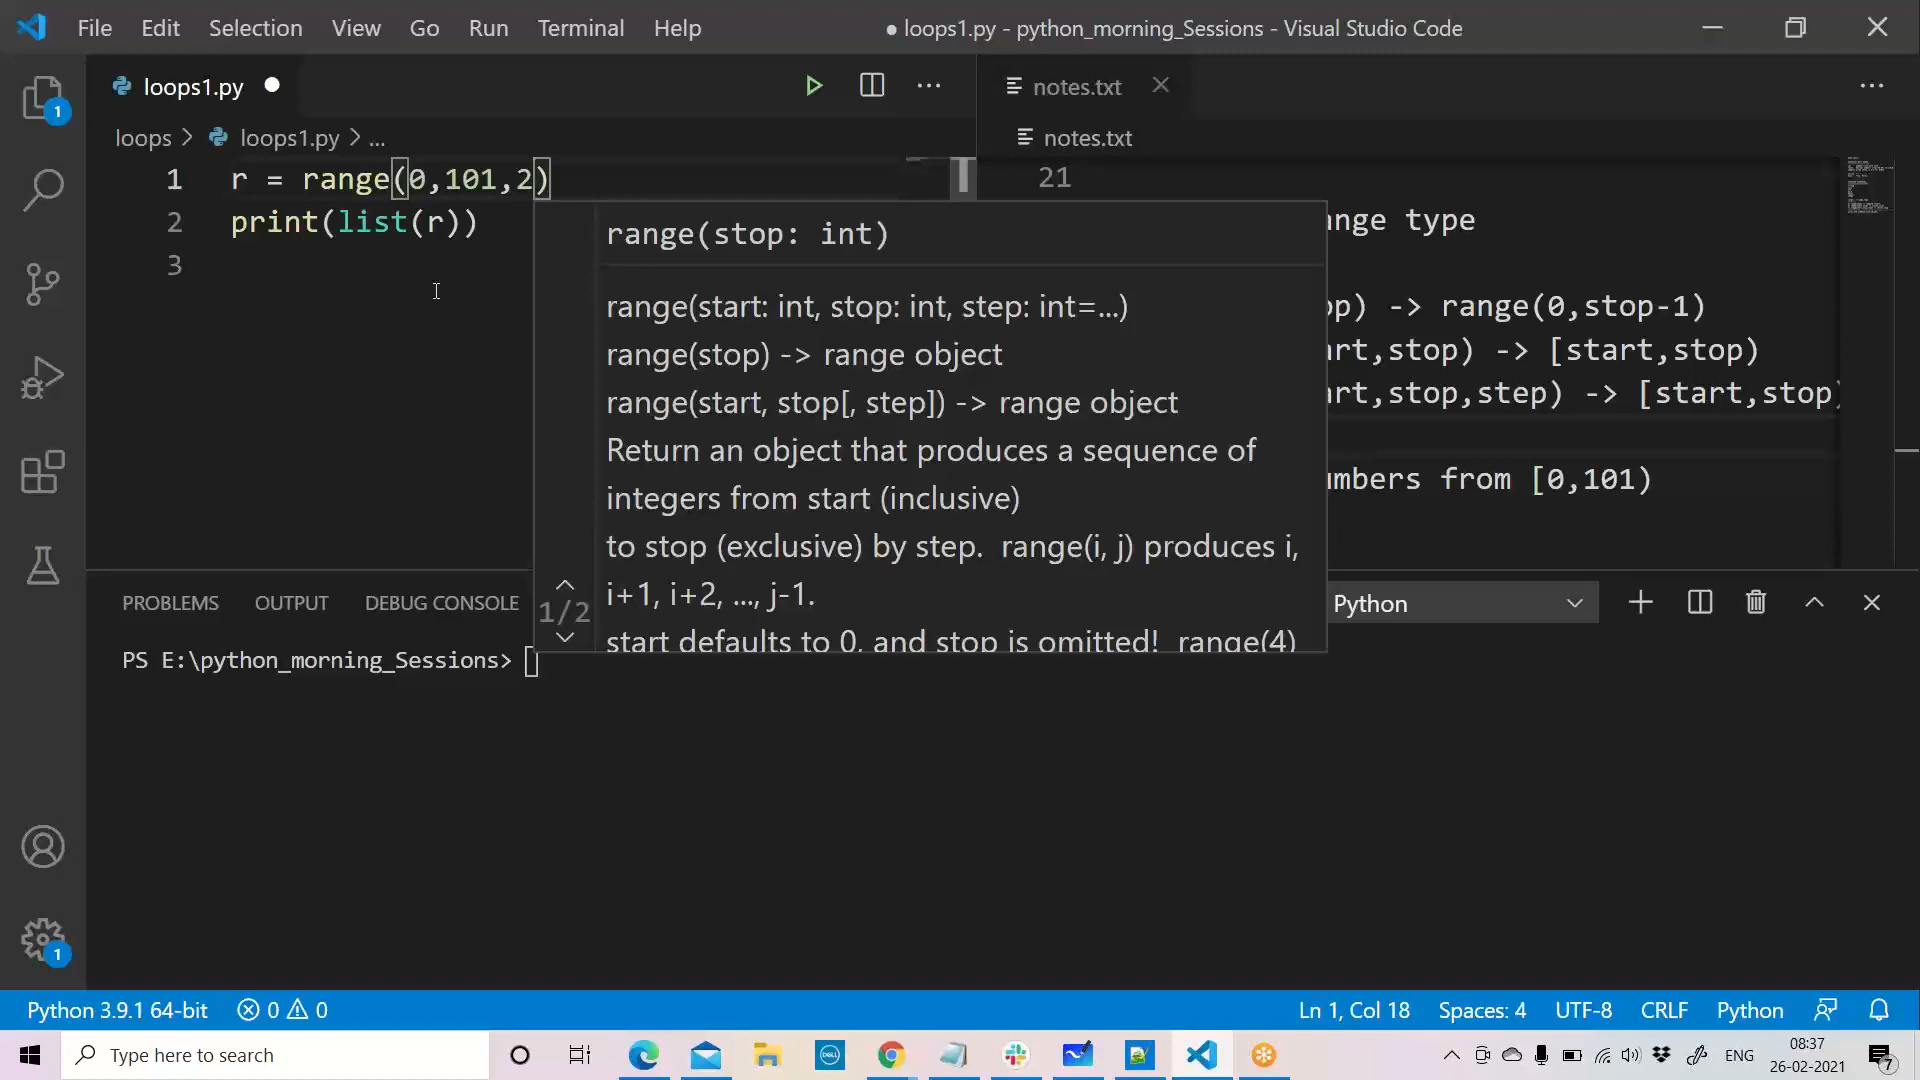 File Edit Selection View Go Run Terminal Help
● loops1.py - python_morning_Sessions - Visual Studio Code
loops1.py
notes.txt
loops > loops1.py > ...
notes.txt
1 r = range(0,101,2)
2 print(list(r))
3
21
range(stop: int)
range(start: int, stop: int, step: int=...)
range(stop) -> range object
range(start, stop[, step]) -> range object
Return an object that produces a sequence of
integers from start (inclusive)
to stop (exclusive) by step.  range(i, j) produces i,
i+1, i+2, ..., j-1.
start defaults to 0, and stop is omitted!  range(4)
1/2
nge type
p) -> range(0,stop-1)
rt,stop) -> [start,stop)
rt,stop,step) -> [start,stop)
mbers from [0,101)
PROBLEMS OUTPUT DEBUG CONSOLE
Python
PS E:\python_morning_Sessions>
1
1
Python 3.9.1 64-bit 0 0
Ln 1, Col 18 Spaces: 4 UTF-8 CRLF Python
Type here to search
DELL
ENG
08:37
26-02-2021
7